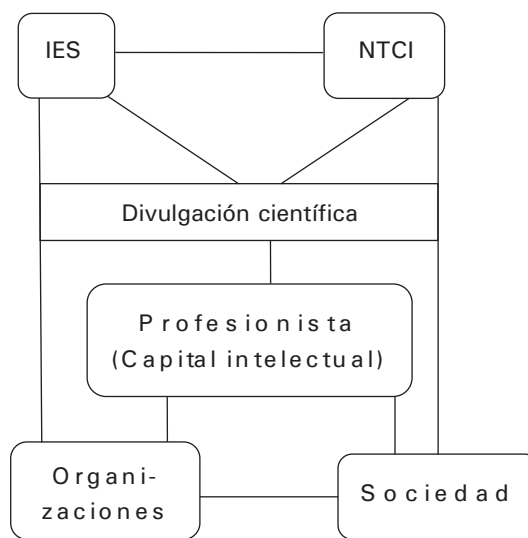 IES
NTCI
Divulgación científica
Profesionista
(Capital intelectual)
Organi-
zaciones
Sociedad